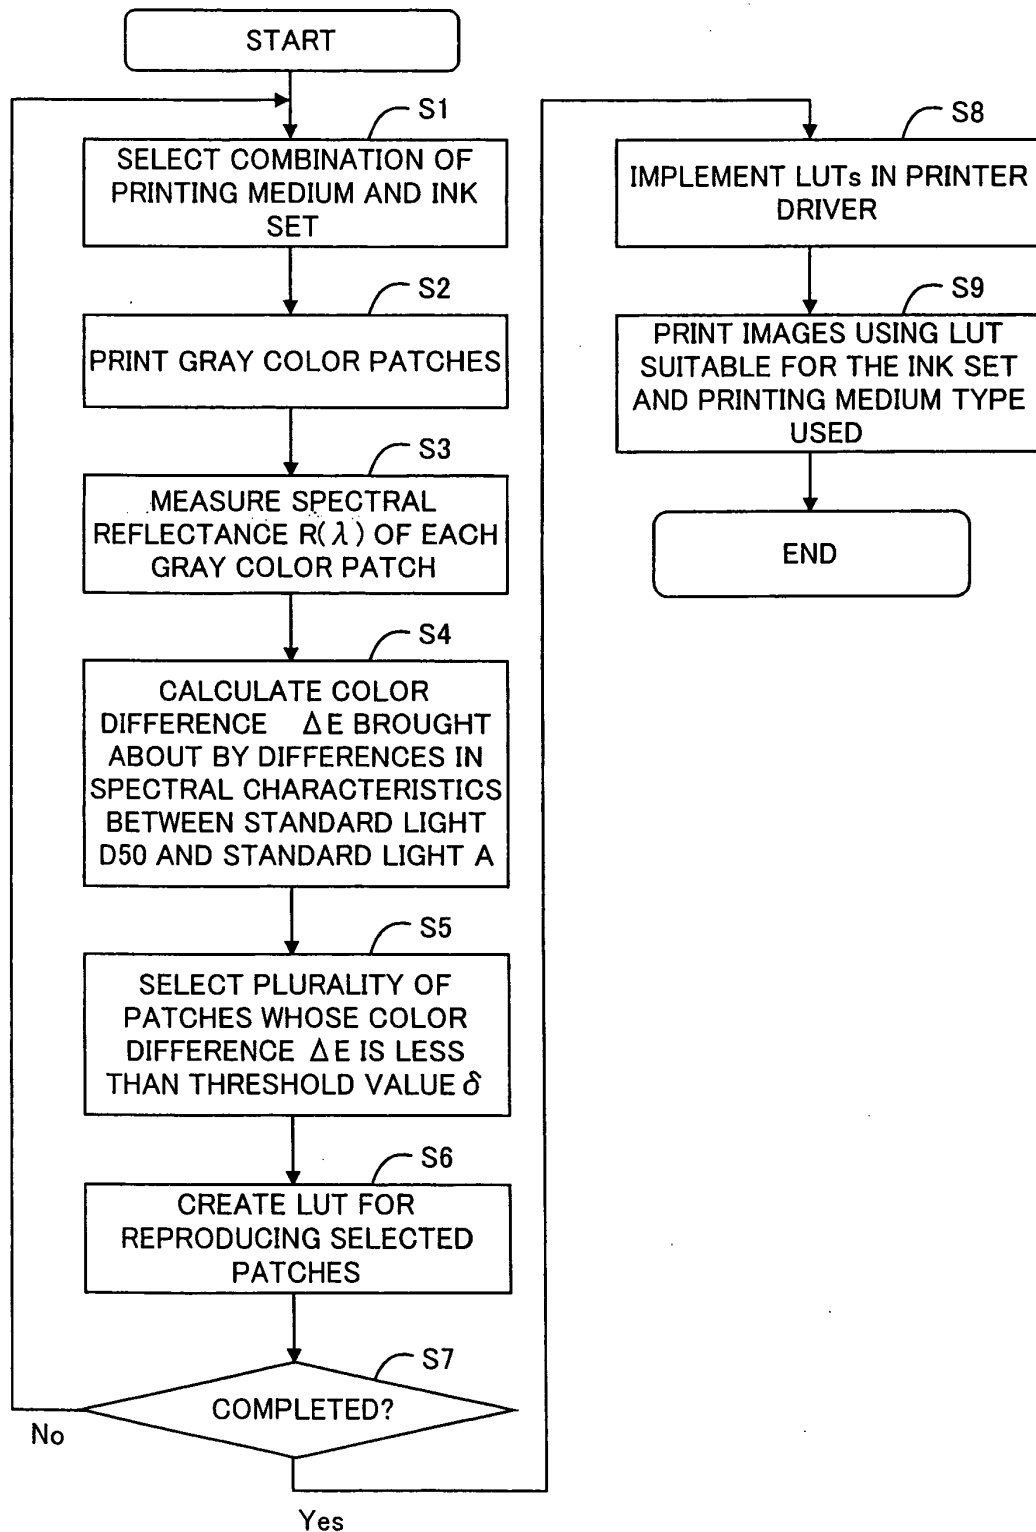 START
S1
SELECT COMBINATION OF
PRINTING MEDIUM AND INK
SET
S2
PRINT GRAY COLOR PATCHES
S3
MEASURE SPECTRAL
REFLECTANCE R(λ) OF EACH
GRAY COLOR PATCH
S4
CALCULATE COLOR
DIFFERENCE ΔE BROUGHT
ABOUT BY DIFFERENCES IN
SPECTRAL CHARACTERISTICS
BETWEEN STANDARD LIGHT
D50 AND STANDARD LIGHT A
S5
SELECT PLURALITY OF
PATCHES WHOSE COLOR
DIFFERENCE ΔE IS LESS
THAN THRESHOLD VALUE δ
S6
CREATE LUT FOR
REPRODUCING SELECTED
PATCHES
S7
COMPLETED?
No
Yes
S8
IMPLEMENT LUTs IN PRINTER
DRIVER
S9
PRINT IMAGES USING LUT
SUITABLE FOR THE INK SET
AND PRINTING MEDIUM TYPE
USED
END